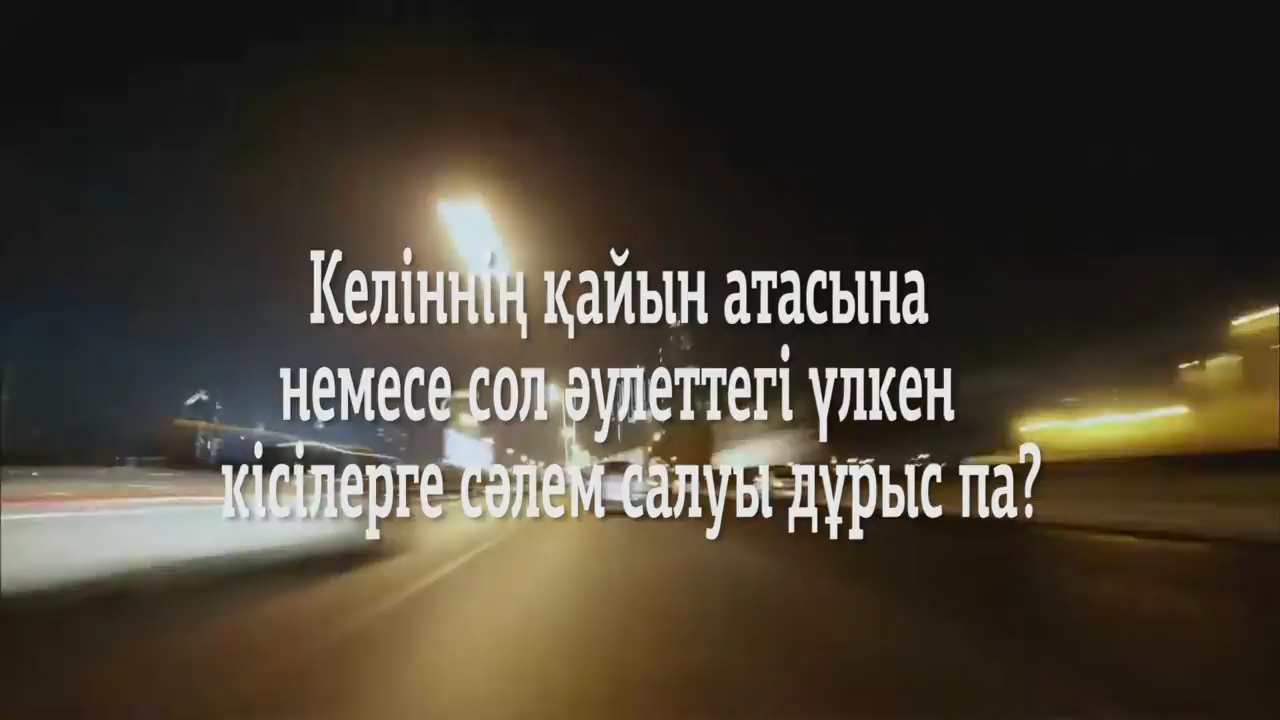 Келіннің қайын атасына
немесе сол әулеттегі үлкен
кісілерге сәлем салуы дұрыс па?